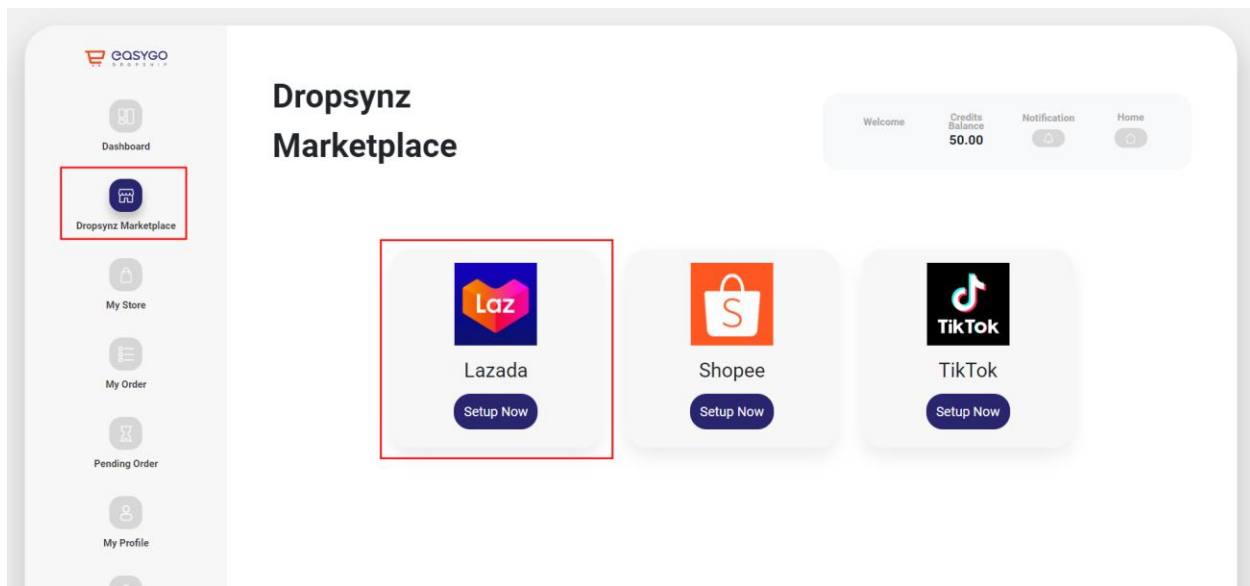 easyGO
DROPSHIP
Dashboard
Dropsynz Marketplace
My Store
My Order
Pending Order
My Profile
Dropsynz
Marketplace
Welcome
Credits
Balance
50.00
Notification
Home
Laz
Lazada
Setup Now
S
Shopee
Setup Now
TikTok
TikTok
Setup Now